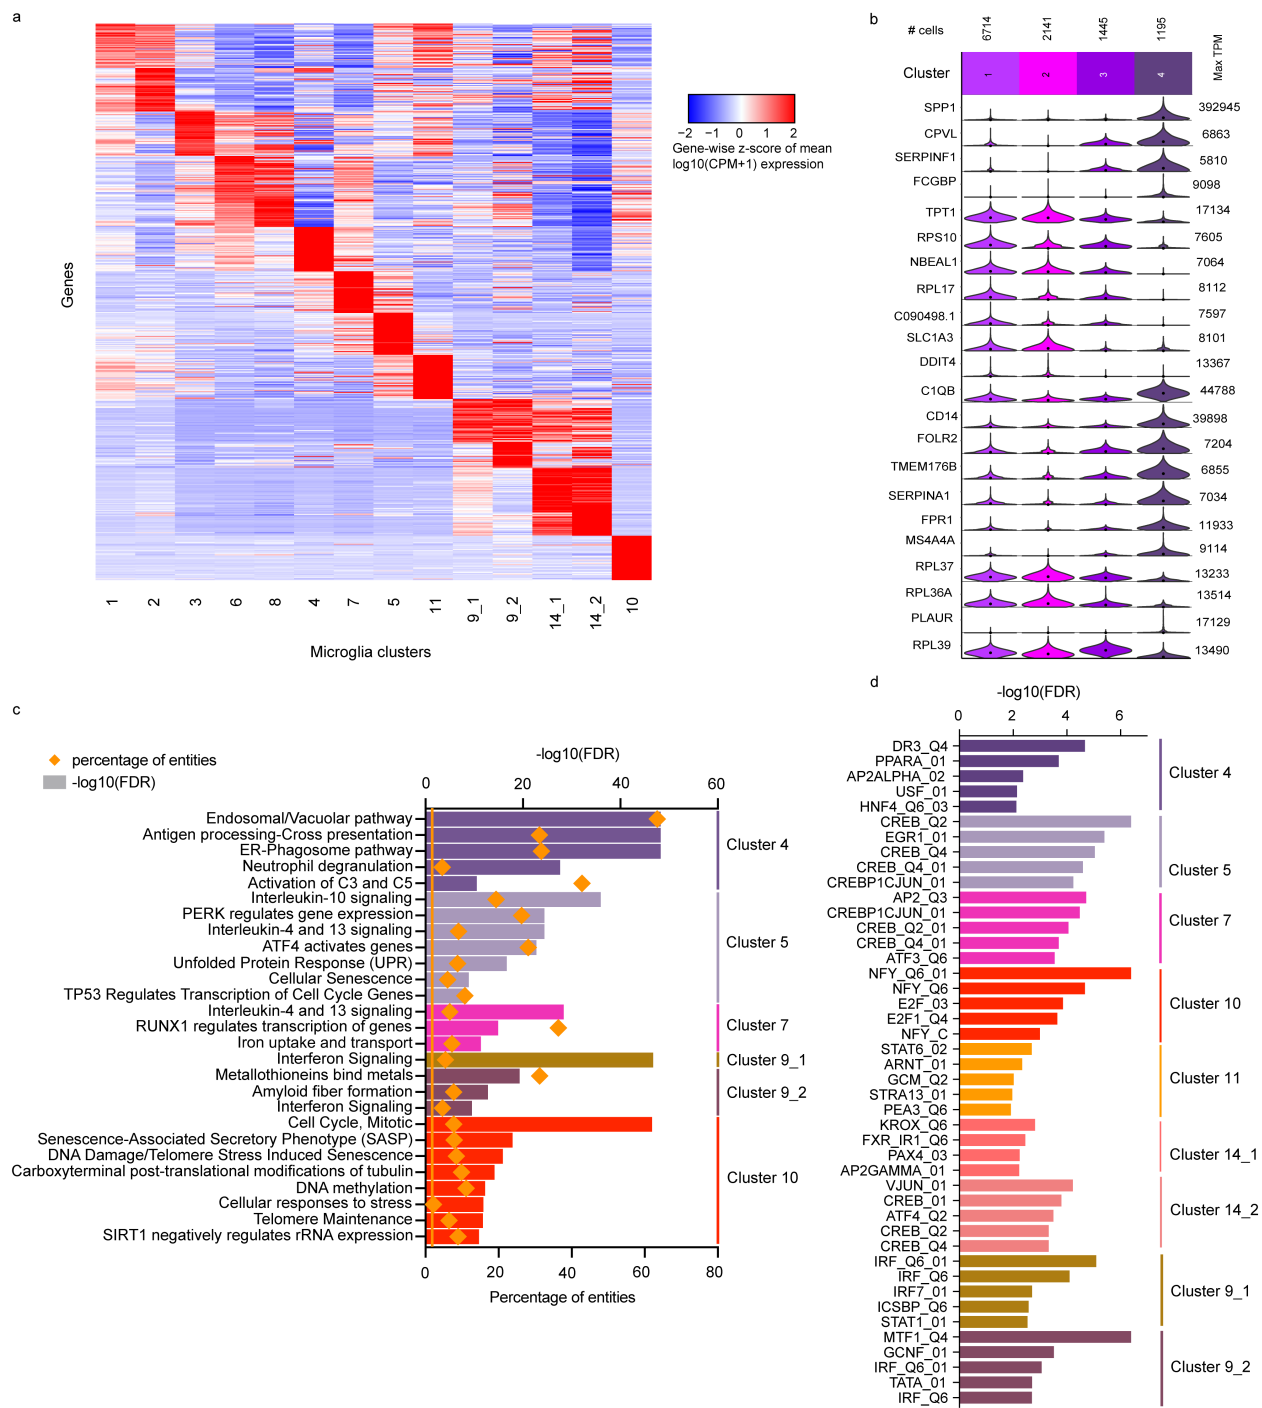 a
Genes
1 2 3 6 8 4 7 5 11 9_1 9_2 14_1 14_2 10
Microglia clusters
−2 −1 0 1 2
Gene-wise z-score of mean
log10(CPM+1) expression
b
# cells 6714 2141 1445 1195 Max TPM
Cluster 1 2 3 4
SPP1 392945
CPVL 6863
SERPINF1 5810
FCGBP 9098
TPT1 17134
RPS10 7605
NBEAL1 7064
RPL17 8112
C090498.1 7597
SLC1A3 8101
DDIT4 13367
C1QB 44788
CD14 39898
FOLR2 7204
TMEM176B 6855
SERPINA1 7034
FPR1 11933
MS4A4A 9114
RPL37 13233
RPL36A 13514
PLAUR 17129
RPL39 13490
c
percentage of entities
-log10(FDR)
-log10(FDR)
0 20 40 60
Endosomal/Vacuolar pathway
Antigen processing-Cross presentation
ER-Phagosome pathway
Neutrophil degranulation
Activation of C3 and C5
Cluster 4
Interleukin-10 signaling
PERK regulates gene expression
Interleukin-4 and 13 signaling
ATF4 activates genes
Unfolded Protein Response (UPR)
Cellular Senescence
TP53 Regulates Transcription of Cell Cycle Genes
Cluster 5
Interleukin-4 and 13 signaling
RUNX1 regulates transcription of genes
Iron uptake and transport
Cluster 7
Interferon Signaling
Cluster 9_1
Metallothioneins bind metals
Amyloid fiber formation
Interferon Signaling
Cluster 9_2
Cell Cycle, Mitotic
Senescence-Associated Secretory Phenotype (SASP)
DNA Damage/Telomere Stress Induced Senescence
Carboxyterminal post-translational modifications of tubulin
DNA methylation
Cellular responses to stress
Telomere Maintenance
SIRT1 negatively regulates rRNA expression
Cluster 10
0 20 40 60 80
Percentage of entities
d
-log10(FDR)
0 2 4 6
DR3_Q4
PPARA_01
AP2ALPHA_02
USF_01
HNF4_Q6_03
Cluster 4
CREB_Q2
EGR1_01
CREB_Q4
CREB_Q4_01
CREBP1CJUN_01
Cluster 5
AP2_Q3
CREBP1CJUN_01
CREB_Q2_01
CREB_Q4_01
ATF3_Q6
Cluster 7
NFY_Q6_01
NFY_Q6
E2F_03
E2F1_Q4
NFY_C
Cluster 10
STAT6_02
ARNT_01
GCM_Q2
STRA13_01
PEA3_Q6
Cluster 11
KROX_Q6
FXR_IR1_Q6
PAX4_03
AP2GAMMA_01
Cluster 14_1
VJUN_01
CREB_01
ATF4_Q2
CREB_Q2
CREB_Q4
Cluster 14_2
IRF_Q6_01
IRF_Q6
IRF7_01
ICSBP_Q6
STAT1_01
Cluster 9_1
MTF1_Q4
GCNF_01
IRF_Q6_01
TATA_01
IRF_Q6
Cluster 9_2